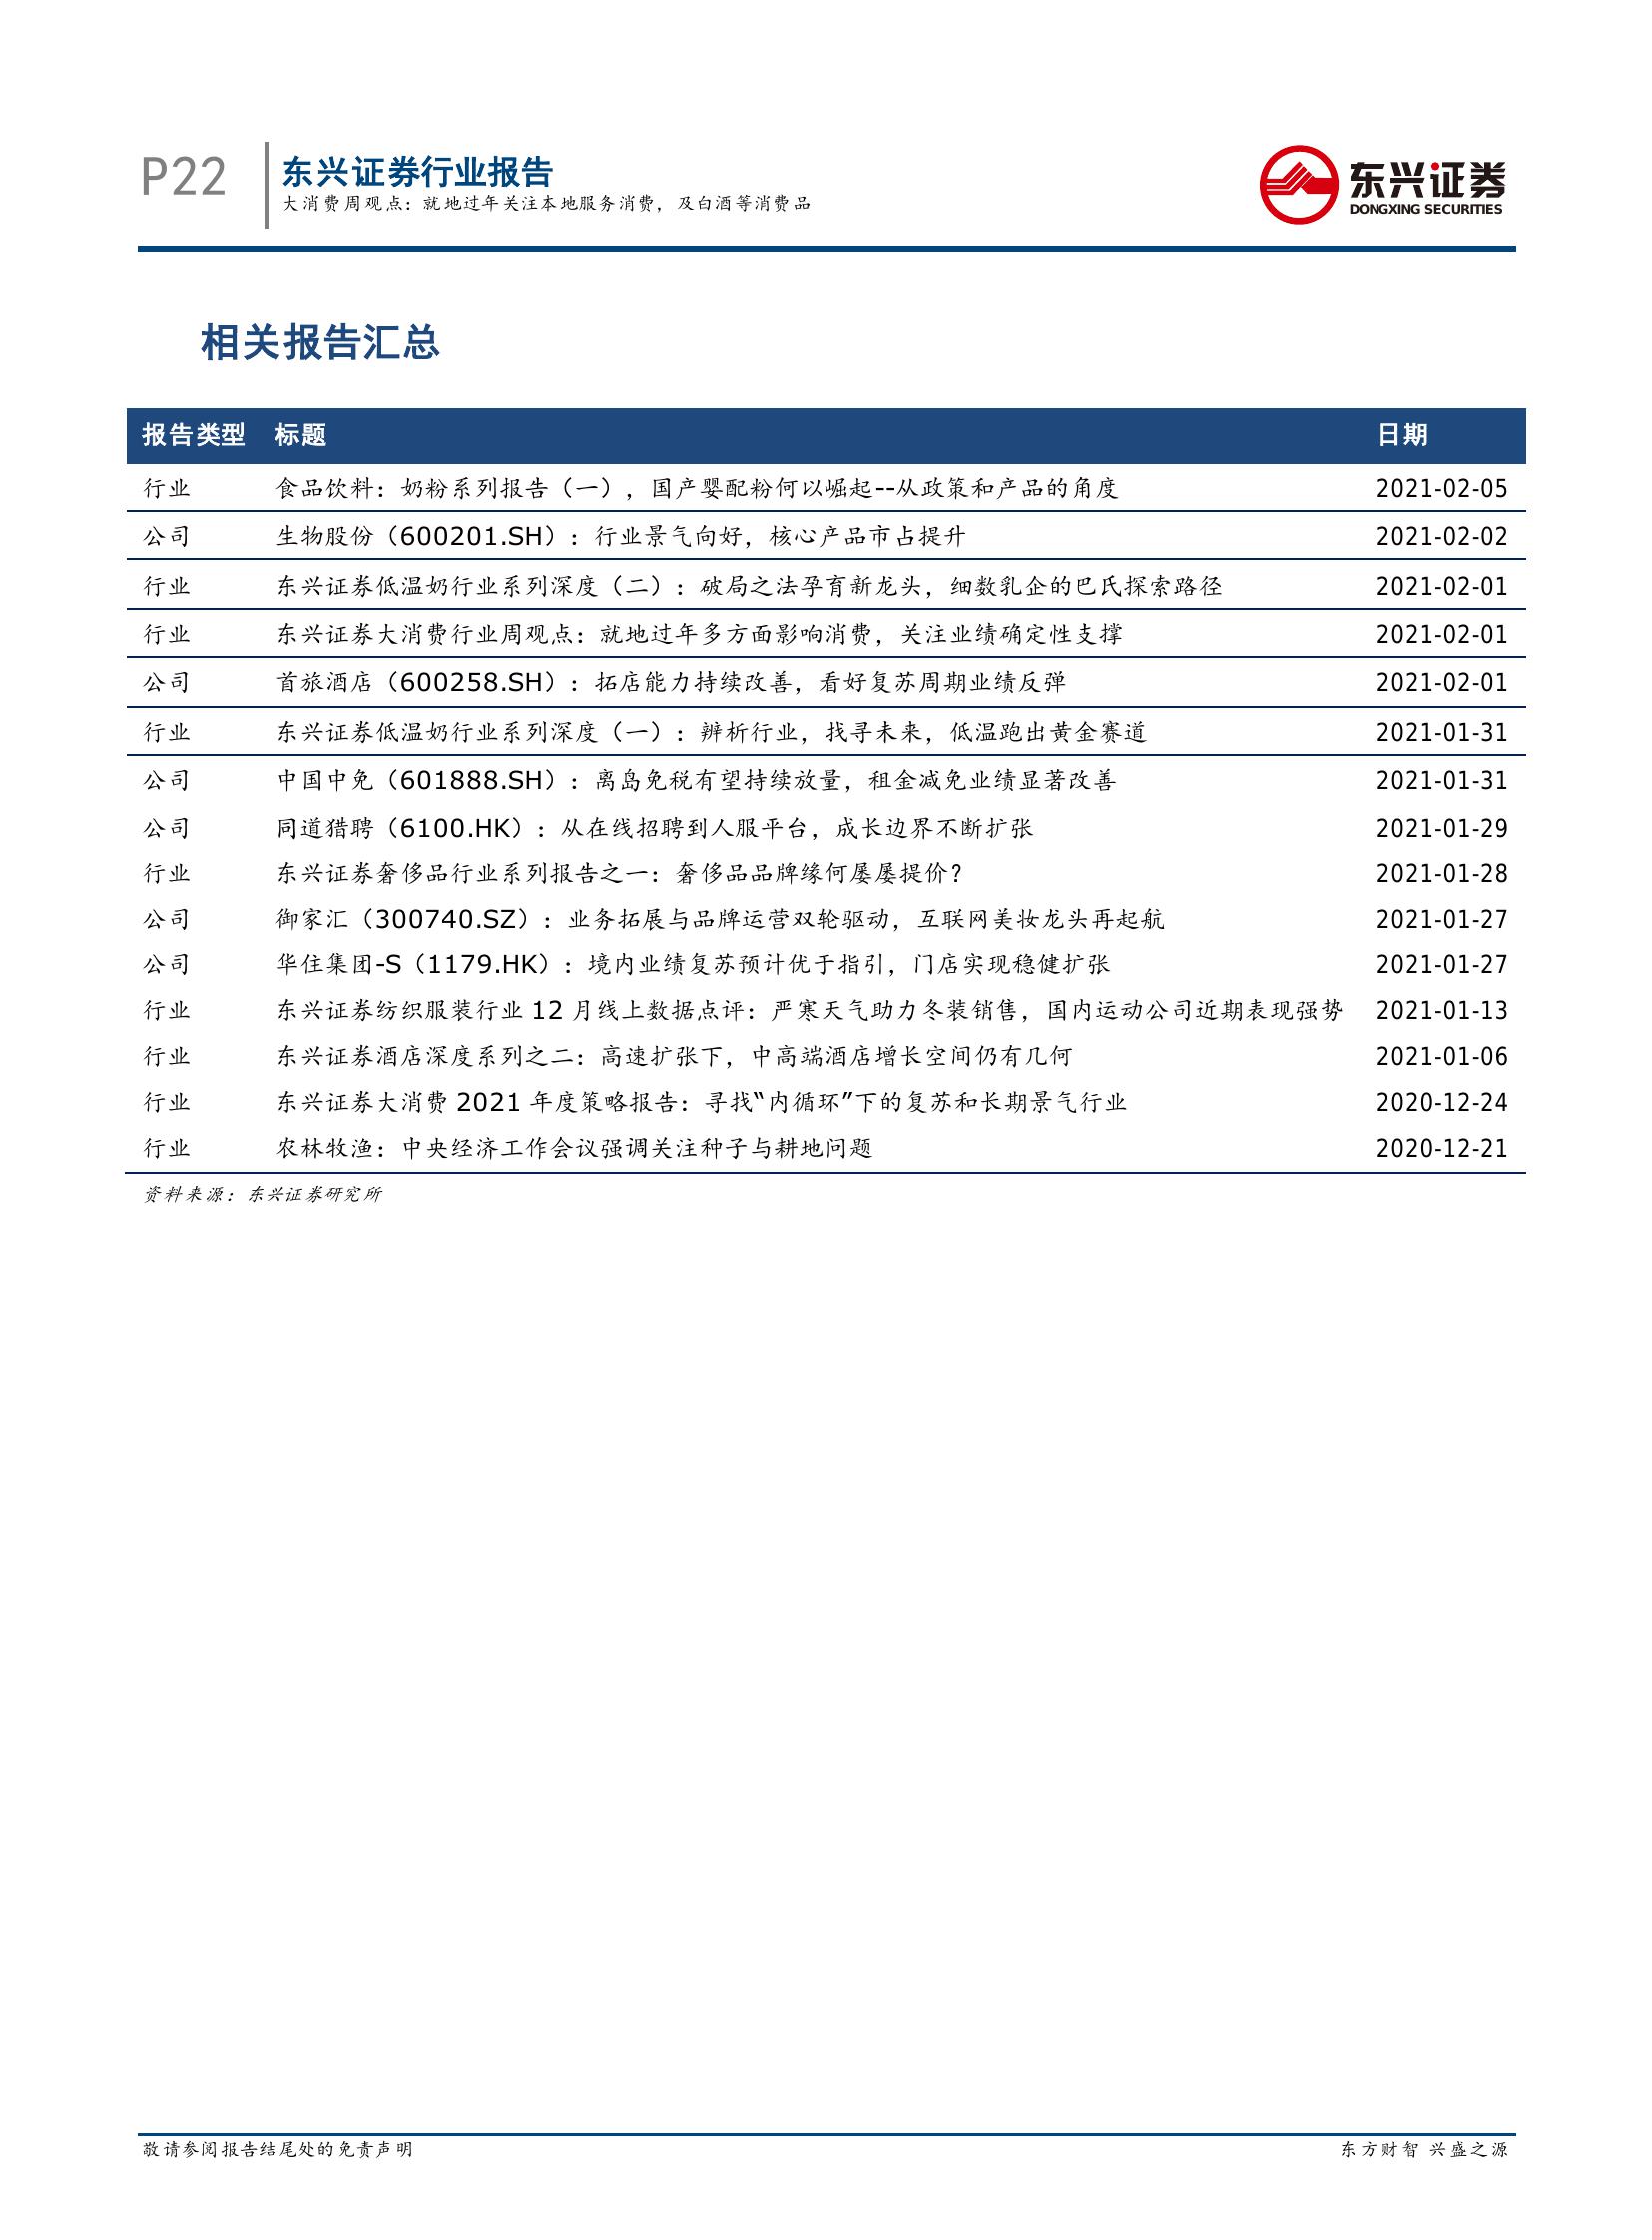 P22
东兴证券行业报告
大消费周观点：就地过年关注本地服务消费，及白酒等消费品
东兴证券
DONGXING SECURITIES
相关报告汇总
报告类型 标题 日期
行业 食品饮料：奶粉系列报告（一），国产婴配粉何以崛起--从政策和产品的角度 2021-02-05
公司 生物股份（600201.SH）：行业景气向好，核心产品市占提升 2021-02-02
行业 东兴证券低温奶行业系列深度（二）：破局之法孕育新龙头，细数乳企的巴氏探索路径 2021-02-01
行业 东兴证券大消费行业周观点：就地过年多方面影响消费，关注业绩确定性支撑 2021-02-01
公司 首旅酒店（600258.SH）：拓店能力持续改善，看好复苏周期业绩反弹 2021-02-01
行业 东兴证券低温奶行业系列深度（一）：辨析行业，找寻未来，低温跑出黄金赛道 2021-01-31
公司 中国中免（601888.SH）：离岛免税有望持续放量，租金减免业绩显著改善 2021-01-31
公司 同道猎聘（6100.HK）：从在线招聘到人服平台，成长边界不断扩张 2021-01-29
行业 东兴证券奢侈品行业系列报告之一：奢侈品品牌缘何屡屡提价？ 2021-01-28
公司 御家汇（300740.SZ）：业务拓展与品牌运营双轮驱动，互联网美妆龙头再起航 2021-01-27
公司 华住集团-S（1179.HK）：境内业绩复苏预计优于指引，门店实现稳健扩张 2021-01-27
行业 东兴证券纺织服装行业 12 月线上数据点评：严寒天气助力冬装销售，国内运动公司近期表现强势 2021-01-13
行业 东兴证券酒店深度系列之二：高速扩张下，中高端酒店增长空间仍有几何 2021-01-06
行业 东兴证券大消费 2021 年度策略报告：寻找“内循环”下的复苏和长期景气行业 2020-12-24
行业 农林牧渔：中央经济工作会议强调关注种子与耕地问题 2020-12-21
资料来源：东兴证券研究所
敬请参阅报告结尾处的免责声明 东方财智 兴盛之源